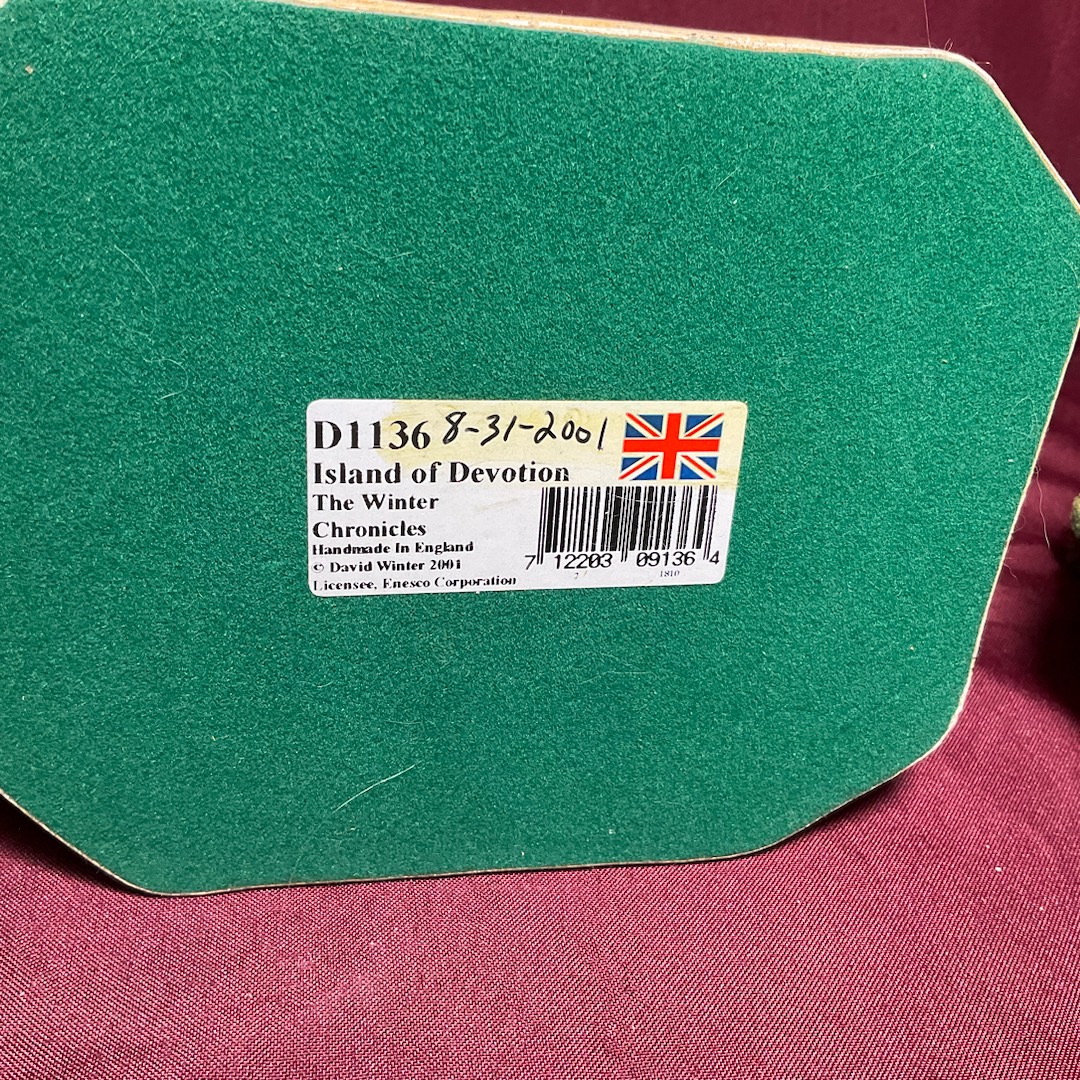 D1136 8-31-2001
Island of Devotion
The Winter
Chronicles
Handmade In England
© David Winter 2001
Licensee, Enesco Corporation
7 12203 09136 4
1810